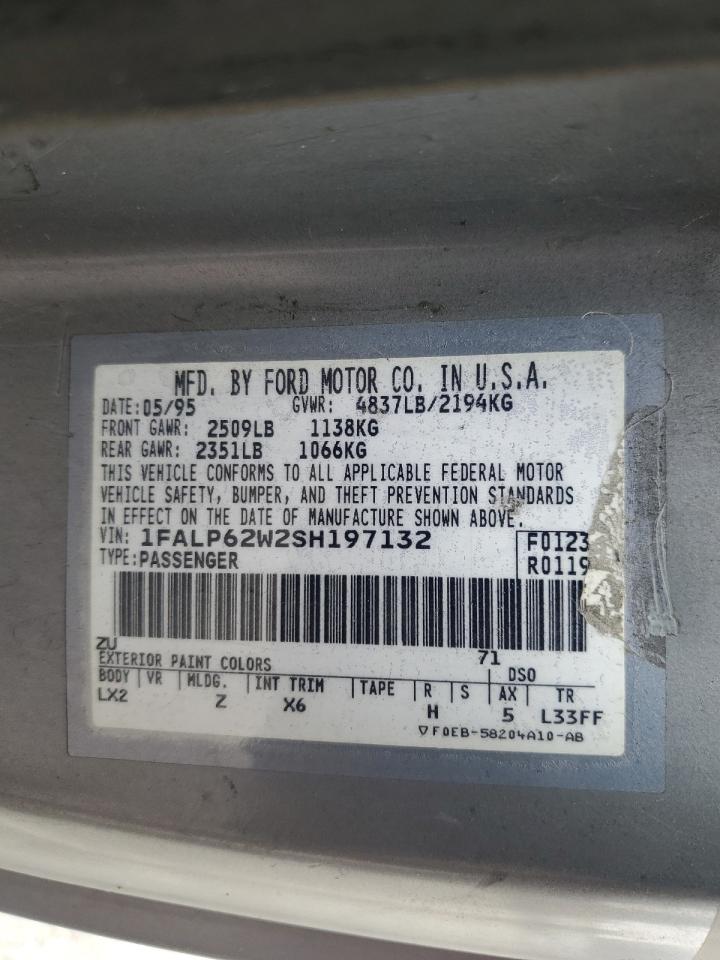 MFD. BY FORD MOTOR CO. IN U.S.A.
DATE: 05/95 GVWR: 4837LB/2194KG
FRONT GAWR: 2509LB 1138KG
REAR GAWR: 2351LB 1066KG
THIS VEHICLE CONFORMS TO ALL APPLICABLE FEDERAL MOTOR
VEHICLE SAFETY, BUMPER, AND THEFT PREVENTION STANDARDS
IN EFFECT ON THE DATE OF MANUFACTURE SHOWN ABOVE.
VIN: 1FALP62W2SH197132 F0123
TYPE: PASSENGER R0119
ZU
EXTERIOR PAINT COLORS 71 DSO
BODY VR MLDG. INT TRIM TAPE R S AX TR
LX2 Z X6 H 5 L33FF
▽F0EB-58204A10-AB